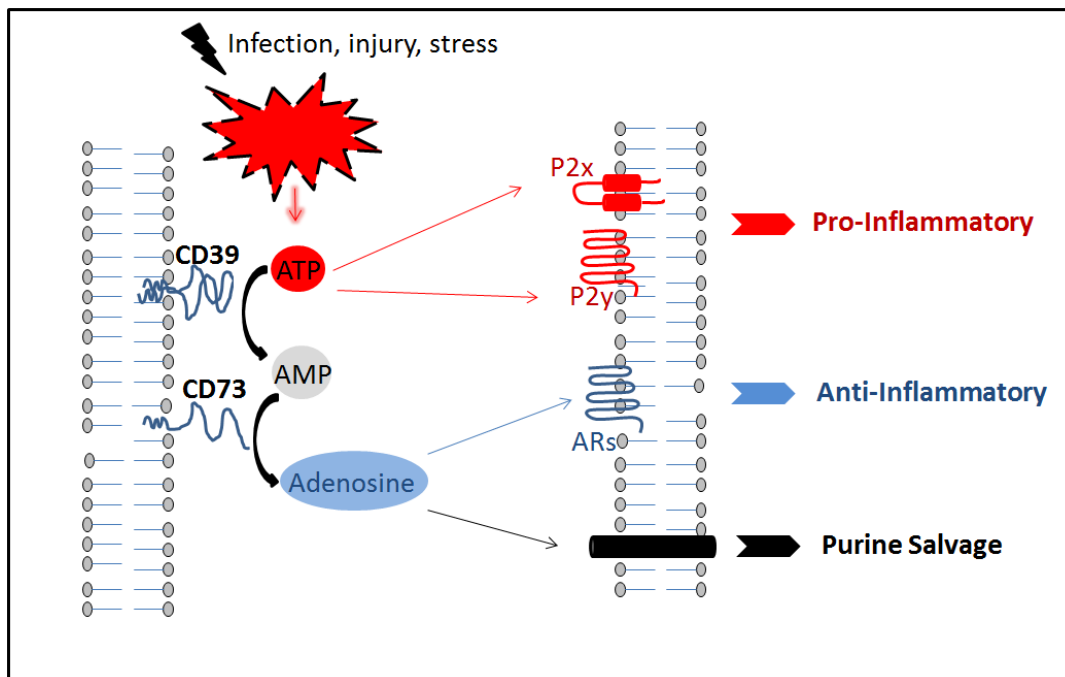 Infection, injury, stress
P2x
Pro-Inflammatory
CD39
ATP
P2y
AMP
CD73
Anti-Inflammatory
ARs
Adenosine
Purine Salvage